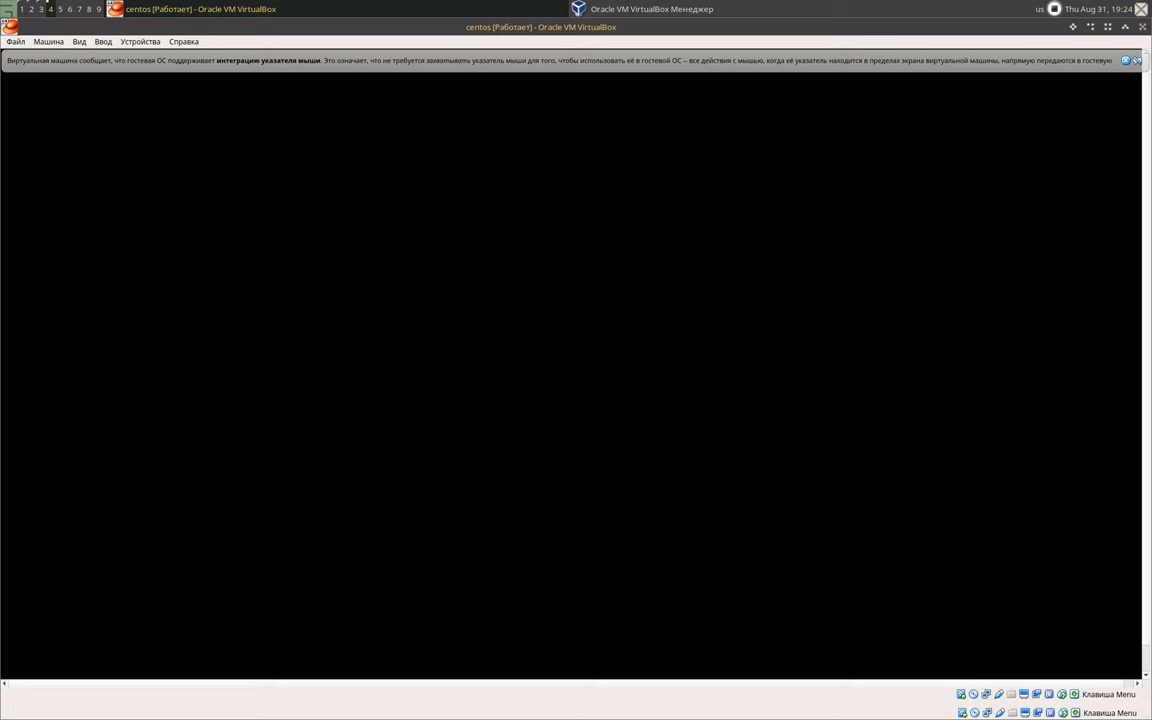 1 2 3 4 5 6 7 8 9 centos [Работает] - Oracle VM VirtualBox Oracle VM VirtualBox Менеджер us Thu Aug 31, 19:24
centos [Работает] - Oracle VM VirtualBox
Файл Машина Вид Ввод Устройства Справка
Виртуальная машина сообщает, что гостевая ОС поддерживает интеграцию указателя мыши. Это означает, что не требуется захватывать указатель мыши для того, чтобы использовать её в гостевой ОС -- все действия с мышью, когда её указатель находится в пределах экрана виртуальной машины, напрямую передаются в гостевую
Клавиша Menu
Клавиша Menu